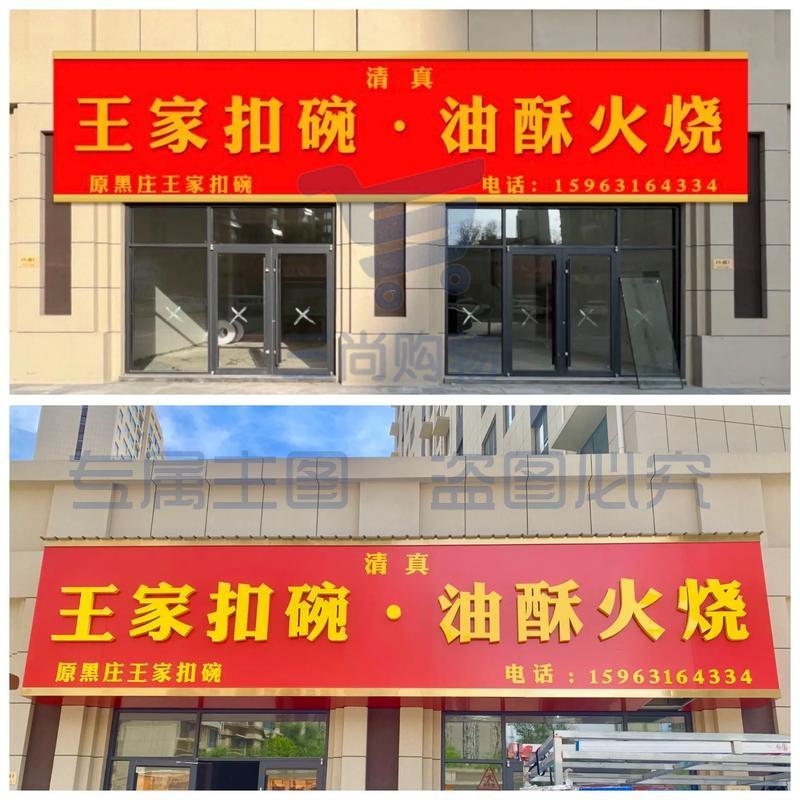 清真
王家扣碗·油酥火烧
原黑庄王家扣碗
电话：15963164334
尚购物
专属主图 盗图必究
清真
王家扣碗·油酥火烧
原黑庄王家扣碗
电话：15963164334